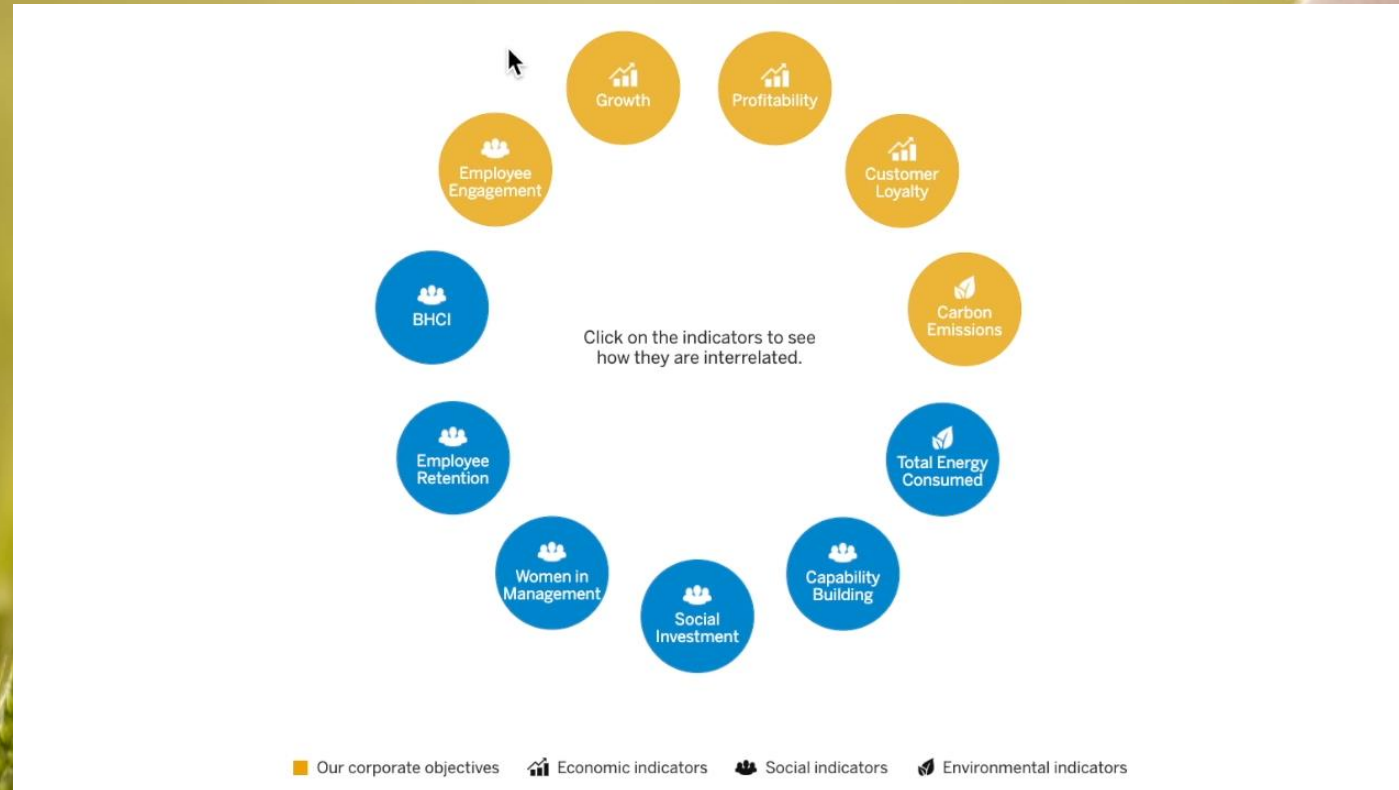 Growth
Profitability
Employee
Engagement
Customer
Loyalty
BHCI
Carbon
Emissions
Click on the indicators to see
how they are interrelated.
Employee
Retention
Total Energy
Consumed
Women in
Management
Capability
Building
Social
Investment
Our corporate objectives
Economic indicators
Social indicators
Environmental indicators